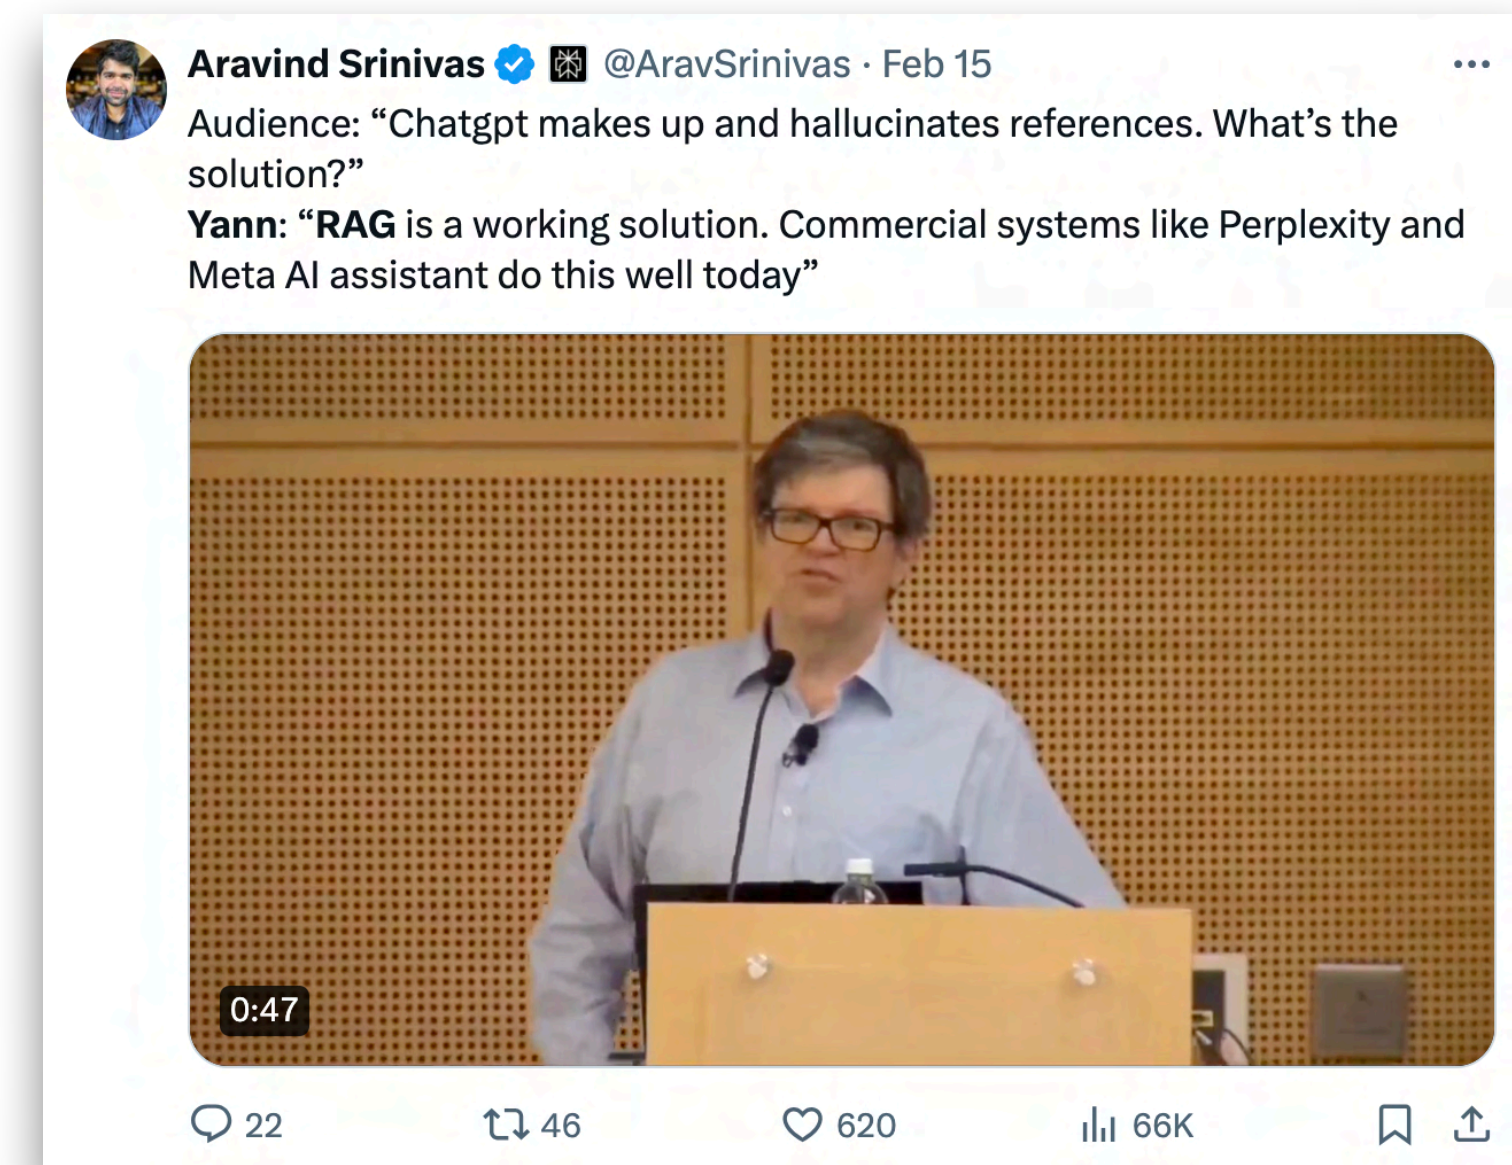 Aravind Srinivas @AravSrinivas · Feb 15
Audience: “Chatgpt makes up and hallucinates references. What’s the
solution?”
Yann: “RAG is a working solution. Commercial systems like Perplexity and
Meta AI assistant do this well today”
0:47
22 46 620 66K